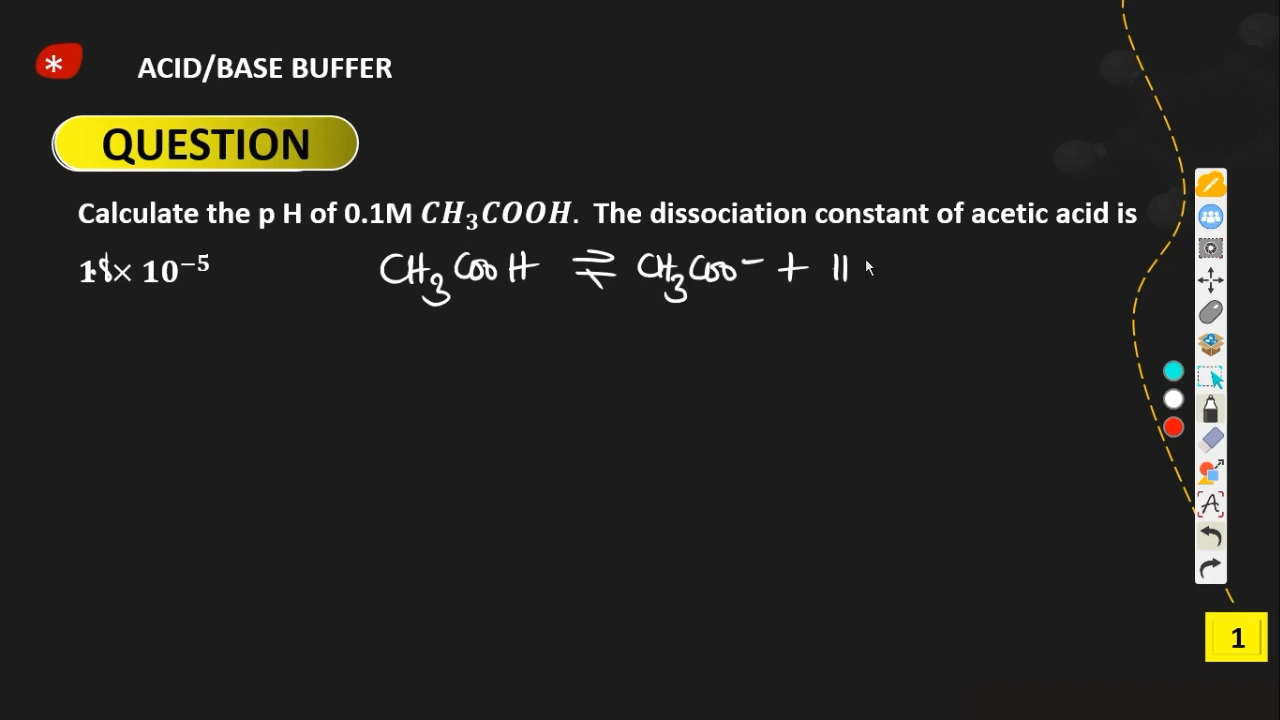 *
ACID/BASE BUFFER
QUESTION
Calculate the p H of 0.1M CH₃COOH. The dissociation constant of acetic acid is
× 10⁻⁵ CH₃COOH ⇌ CH₃COO⁻ + 
A
1